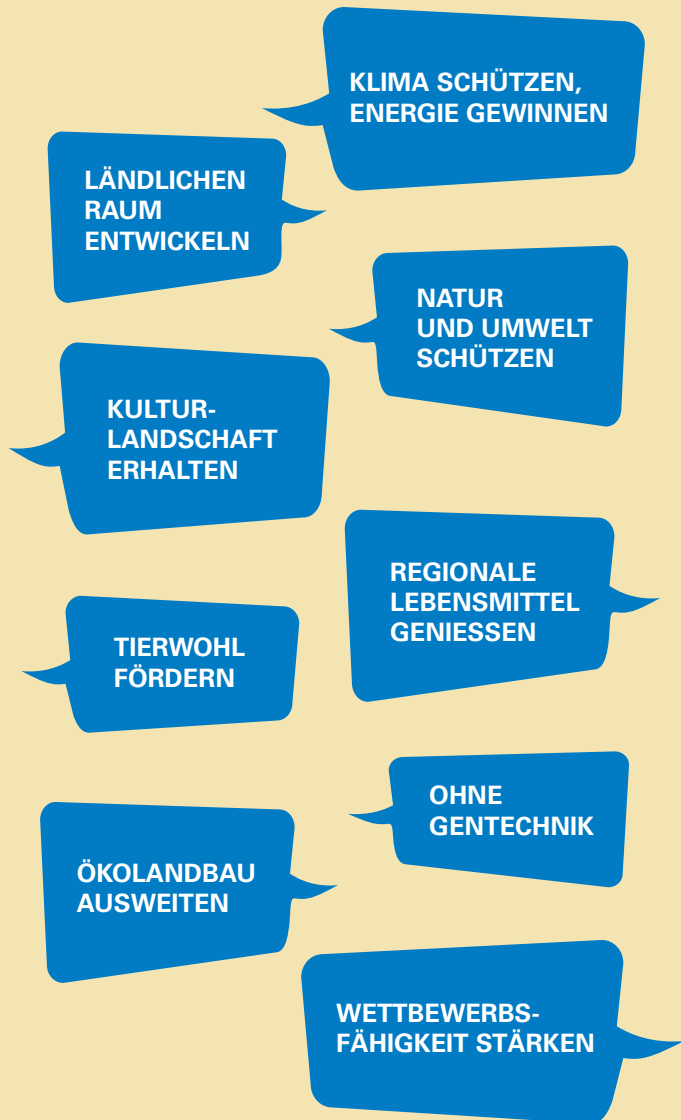 KLIMA SCHÜTZEN,
ENERGIE GEWINNEN
LÄNDLICHEN
RAUM
ENTWICKELN
NATUR
UND UMWELT
SCHÜTZEN
KULTUR-
LANDSCHAFT
ERHALTEN
REGIONALE
LEBENSMITTEL
GENIESSEN
TIERWOHL
FÖRDERN
OHNE
GENTECHNIK
ÖKOLANDBAU
AUSWEITEN
WETTBEWERBS-
FÄHIGKEIT STÄRKEN